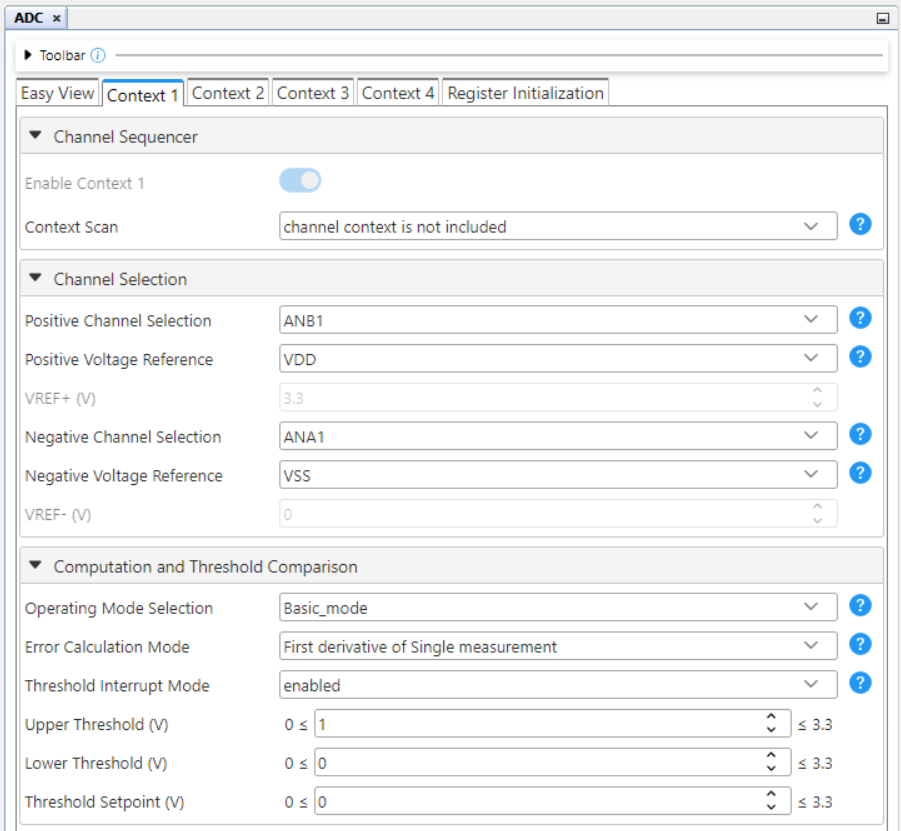 ADC ×
Toolbar
Easy View Context 1 Context 2 Context 3 Context 4 Register Initialization
Channel Sequencer
Enable Context 1
Context Scan channel context is not included ?
Channel Selection
Positive Channel Selection ANB1 ?
Positive Voltage Reference VDD ?
VREF+ (V) 3.3
Negative Channel Selection ANA1 ?
Negative Voltage Reference VSS ?
VREF- (V) 0
Computation and Threshold Comparison
Operating Mode Selection Basic_mode ?
Error Calculation Mode First derivative of Single measurement ?
Threshold Interrupt Mode enabled ?
Upper Threshold (V) 0 ≤ 1 ≤ 3.3
Lower Threshold (V) 0 ≤ 0 ≤ 3.3
Threshold Setpoint (V) 0 ≤ 0 ≤ 3.3